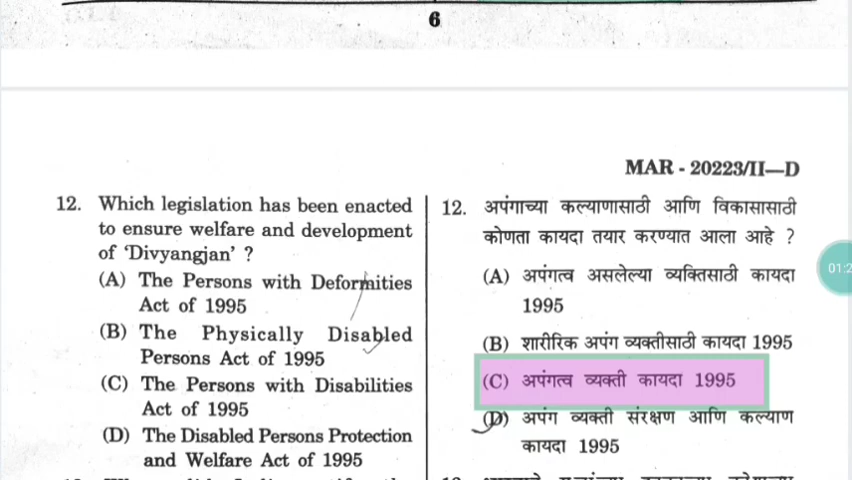 6
MAR - 20223/II—D
12. Which legislation has been enacted
to ensure welfare and development
of 'Divyangjan' ?
(A) The Persons with Deformities
Act of 1995
(B) The Physically Disabled
Persons Act of 1995
(C) The Persons with Disabilities
Act of 1995
(D) The Disabled Persons Protection
and Welfare Act of 1995
12. अपंगाच्या कल्याणासाठी आणि विकासासाठी
कोणता कायदा तयार करण्यात आला आहे ?
(A) अपंगत्व असलेल्या व्यक्तिसाठी कायदा
1995
(B) शारीरिक अपंग व्यक्तीसाठी कायदा 1995
(C) अपंगत्व व्यक्ती कायदा 1995
(D) अपंग व्यक्ती संरक्षण आणि कल्याण
कायदा 1995